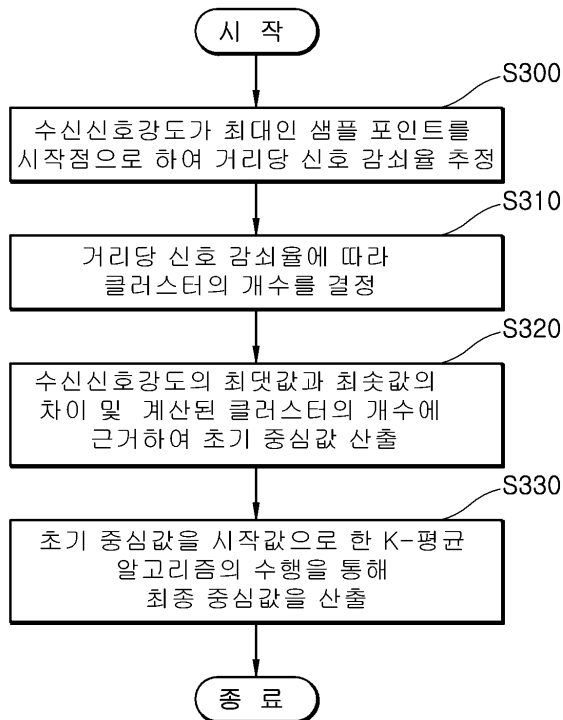 시 작
S300
수신신호강도가 최대인 샘플 포인트를
시작점으로 하여 거리당 신호 감쇠율 추정
S310
거리당 신호 감쇠율에 따라
클러스터의 개수를 결정
S320
수신신호강도의 최댓값과 최솟값의
차이 및 계산된 클러스터의 개수에
근거하여 초기 중심값 산출
S330
초기 중심값을 시작값으로 한 K-평균
알고리즘의 수행을 통해
최종 중심값을 산출
종 료